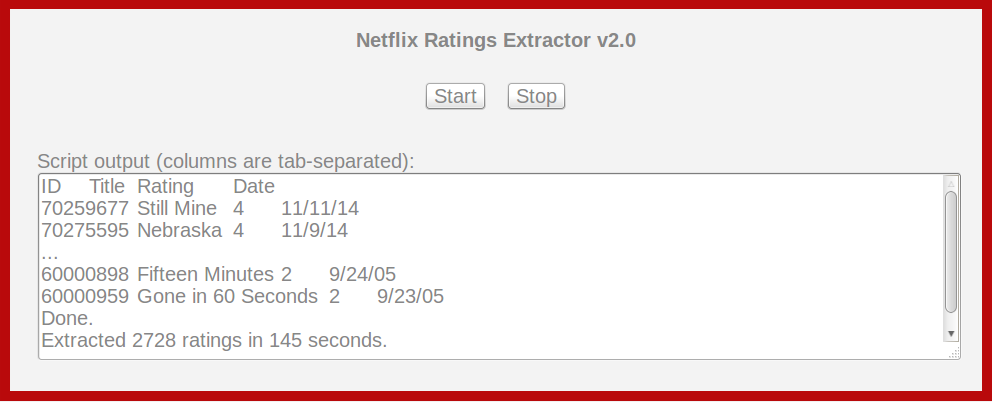 Netflix Ratings Extractor v2.0
Start Stop
Script output (columns are tab-separated):
ID Title Rating Date
70259677 Still Mine 4 11/11/14
70275595 Nebraska 4 11/9/14
...
60000898 Fifteen Minutes 2 9/24/05
60000959 Gone in 60 Seconds 2 9/23/05
Done.
Extracted 2728 ratings in 145 seconds.